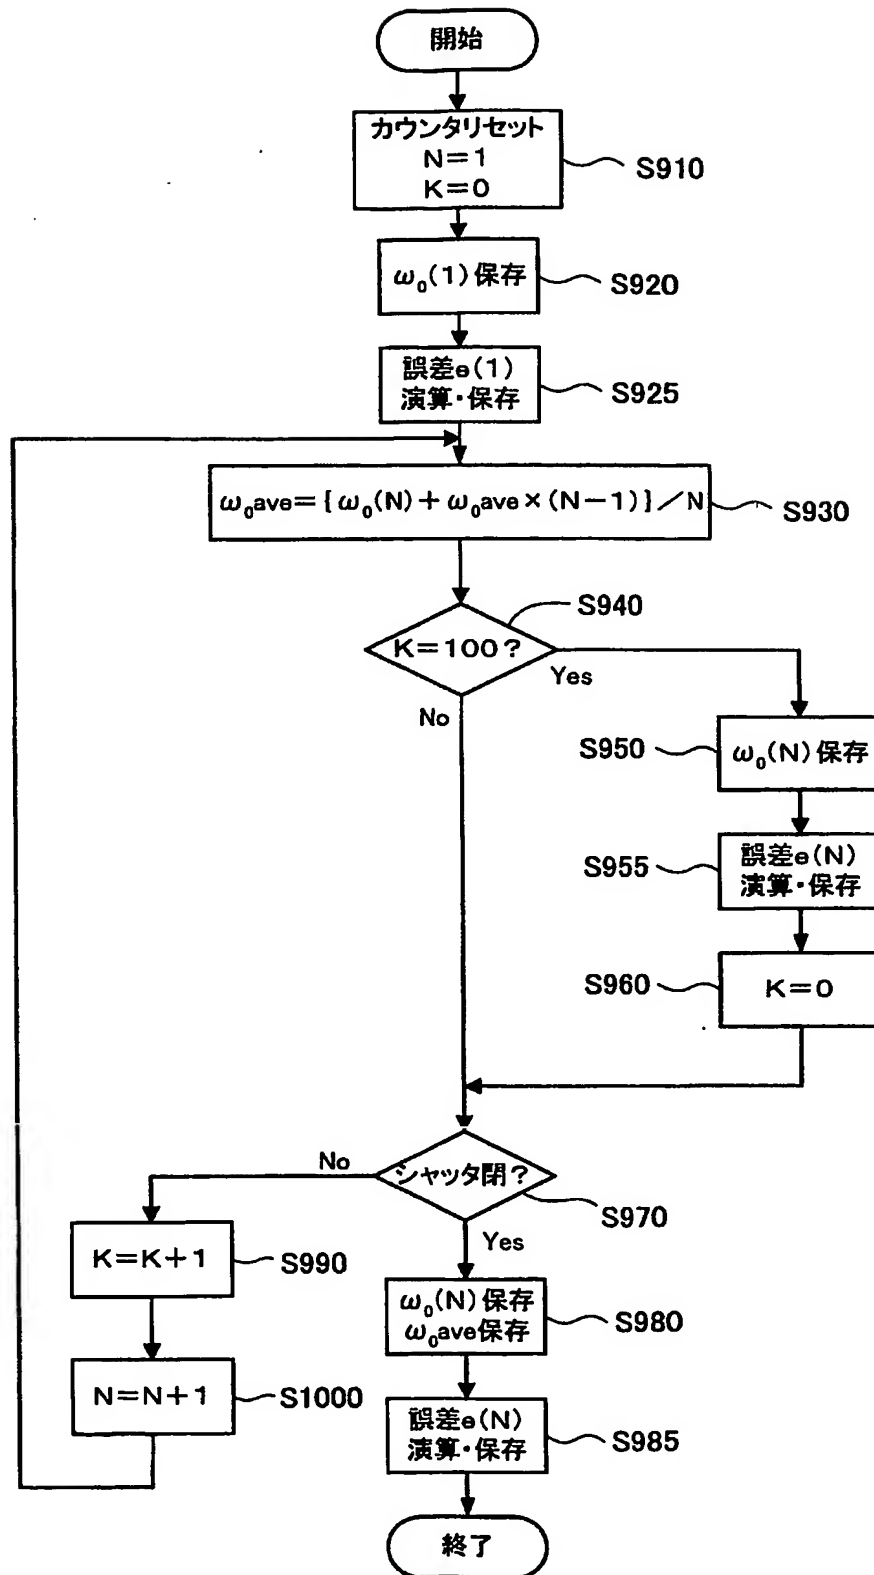 開始
カウンタリセット
N=1
K=0
S910
ω₀(1)保存
S920
誤差e(1)
演算・保存
S925
ω₀ave=[ω₀(N)+ω₀ave×(N-1)]/N
S930
S940
K=100?
Yes
No
S950
ω₀(N)保存
S955
誤差e(N)
演算・保存
S960
K=0
No
シャッタ閉?
S970
Yes
K=K+1
S990
ω₀(N)保存
ω₀ave保存
S980
N=N+1
S1000
誤差e(N)
演算・保存
S985
終了